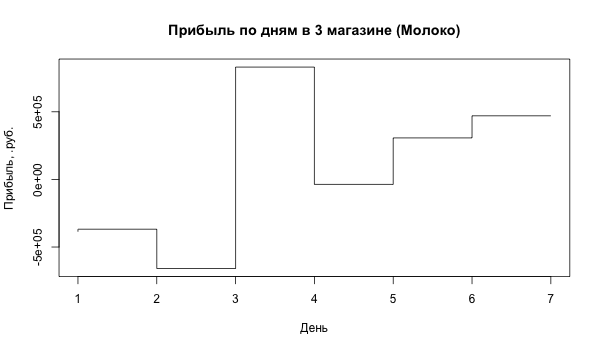 Прибыль по дням в 3 магазине (Молоко)
Прибыль, .руб.
5e+05
0e+00
-5e+05
1 2 3 4 5 6 7
День